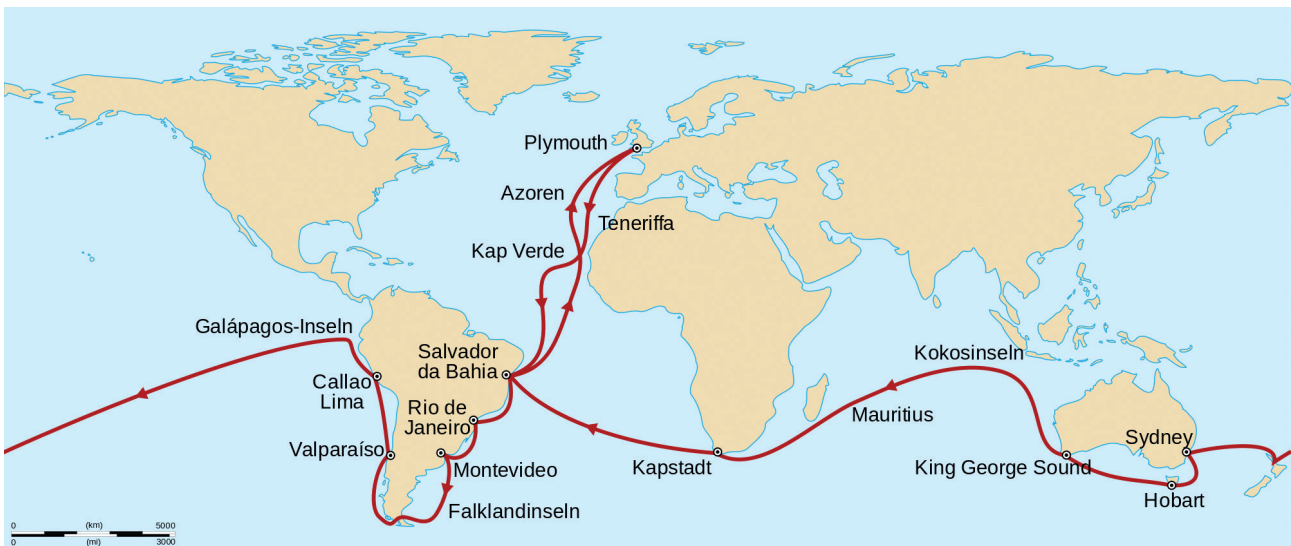 Plymouth
Azoren
Teneriffa
Kap Verde
Galápagos-Inseln
Salvador
da Bahia
Kokosinseln
Callao
Lima
Rio de
Janeiro
Mauritius
Valparaíso
Sydney
Montevideo
Kapstadt
King George Sound
Hobart
Falklandinseln
0 (km) 5000
0 (mi) 3000